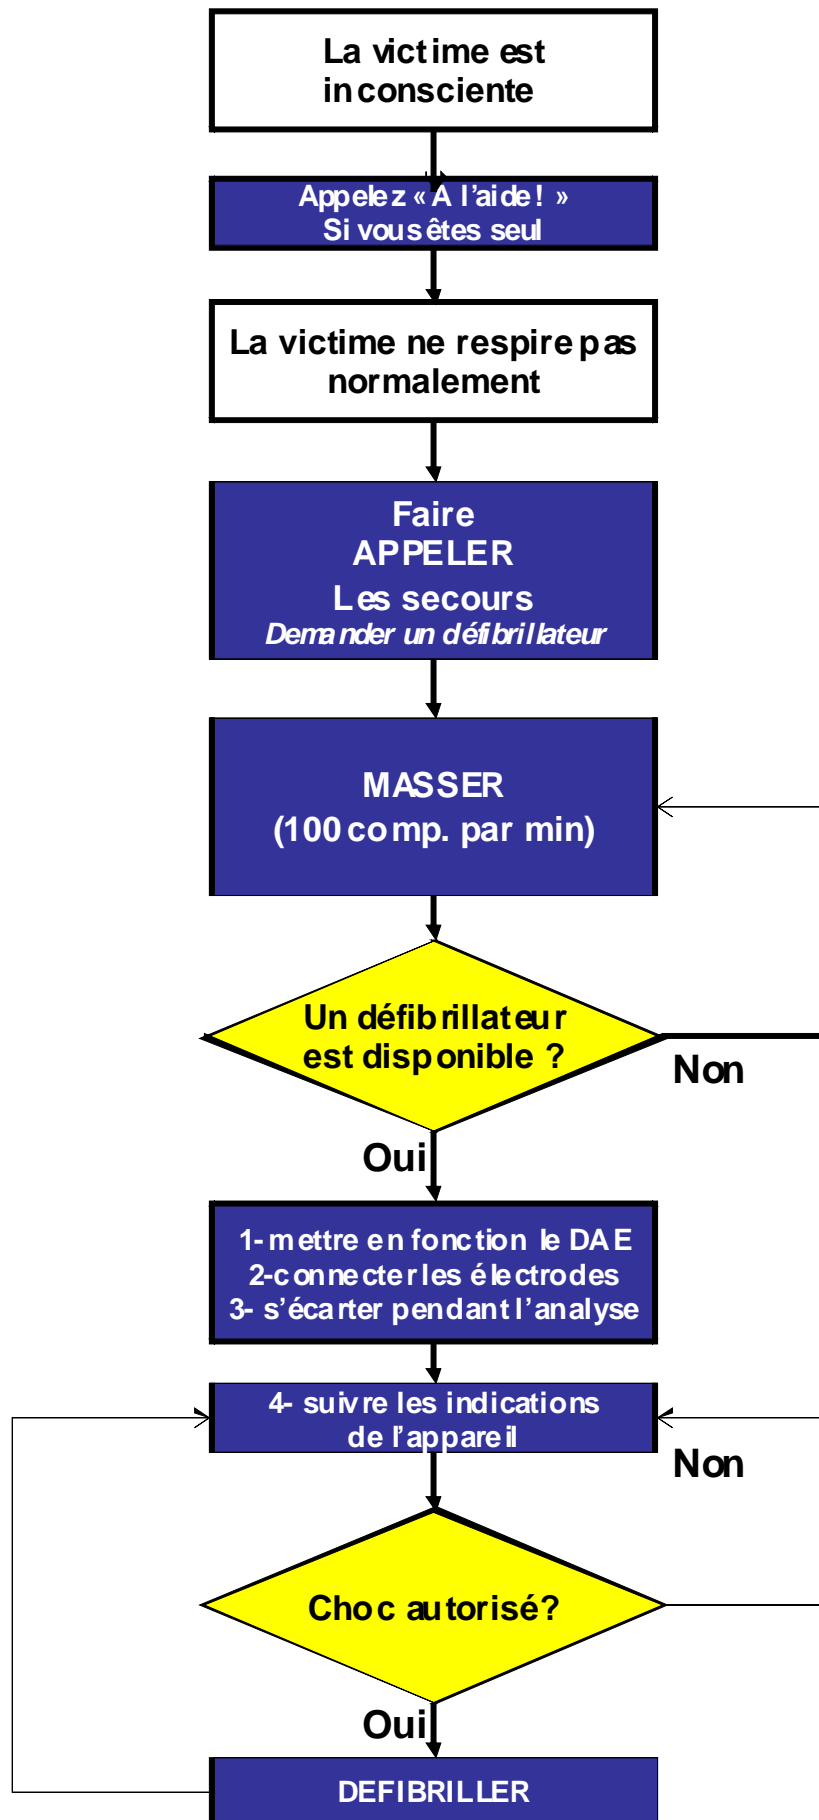 La victime est
inconsciente
Appelez « A l'aide ! »
Si vous êtes seul
La victime ne respire pas
normalement
Faire
APPELER
Les secours
Demander un défibrillateur
MASSER
(100 comp. par min)
Un défibrillateur
est disponible ?
Non
Oui
1- mettre en fonction le DAE
2-connecter les électrodes
3- s'écarter pendant l'analyse
4- suivre les indications
de l'appareil
Non
Choc autorisé?
Oui
DEFIBRILLER